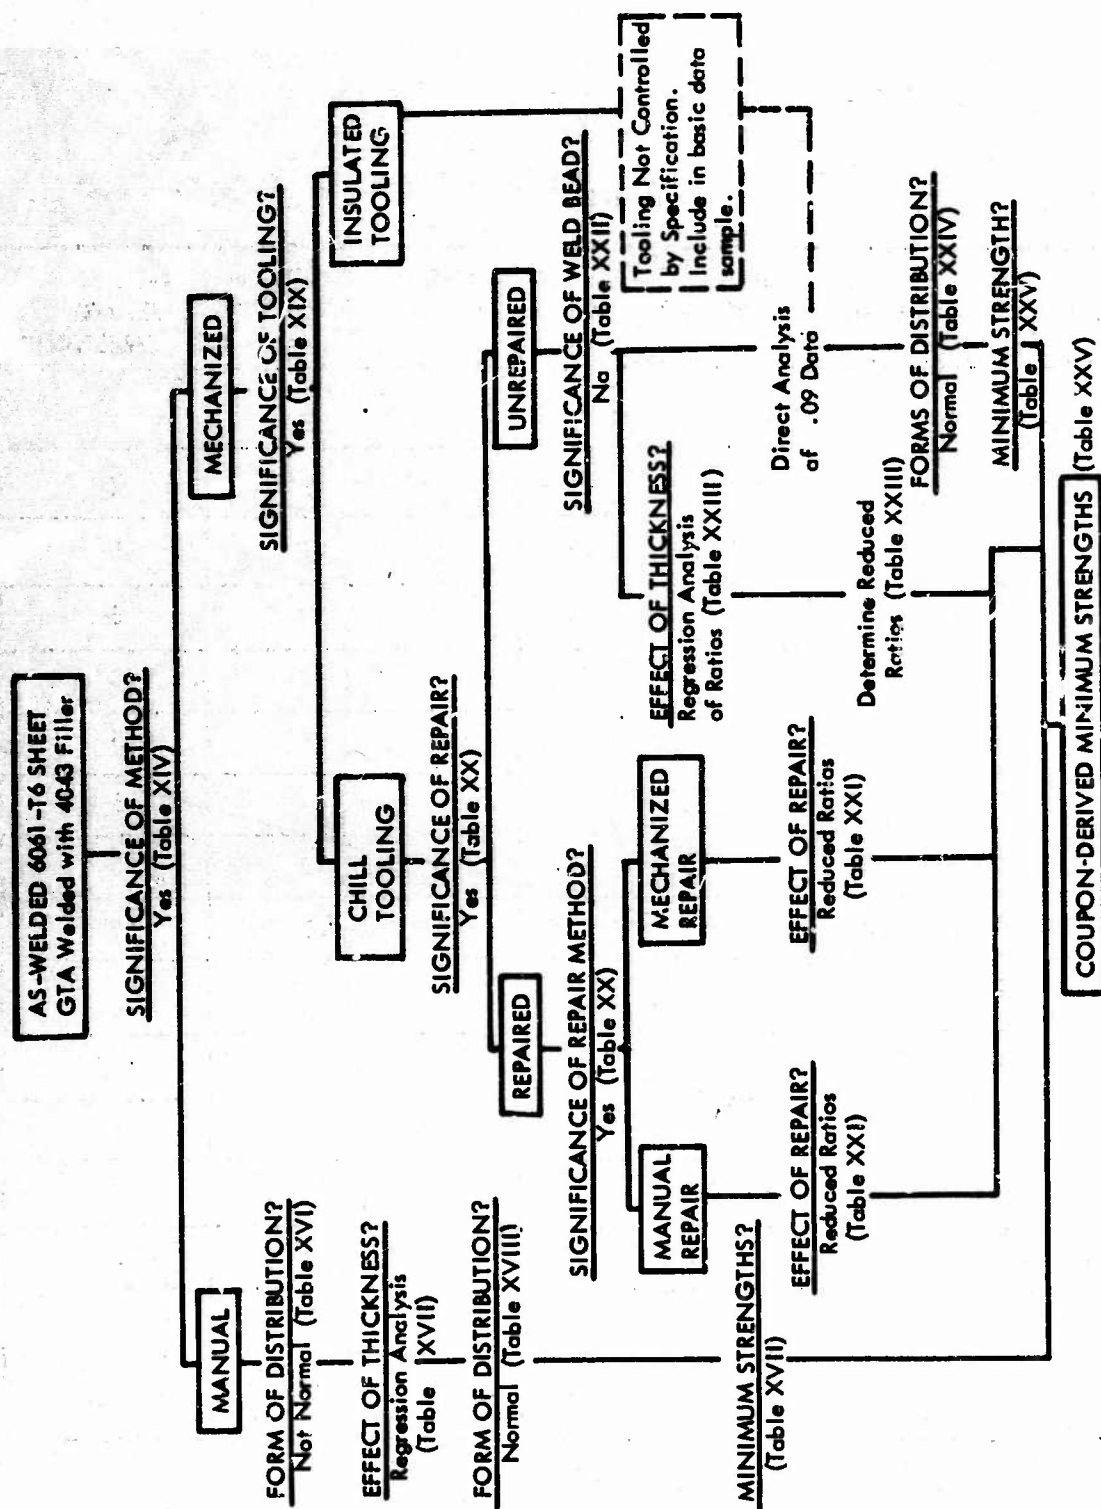 AS-WELDED 6061-T6 SHEET
GTA Welded with 4043 Filler
SIGNIFICANCE OF METHOD?
Yes (Table XIV)
MANUAL
FORM OF DISTRIBUTION?
Not Normal (Table XVI)
EFFECT OF THICKNESS?
Regression Analysis
(Table XVII)
FORM OF DISTRIBUTION?
Normal (Table XVIII)
MINIMUM STRENGTHS?
(Table XVII)
MECHANIZED
SIGNIFICANCE OF TOOLING?
Yes (Table XIX)
CHILL
TOOLING
INSULATED
TOOLING
SIGNIFICANCE OF REPAIR?
Yes (Table XX)
REPAIRED
SIGNIFICANCE OF REPAIR METHOD?
Yes (Table XX)
MANUAL
REPAIR
EFFECT OF REPAIR?
Reduced Ratios
(Table XXI)
MECHANIZED
REPAIR
EFFECT OF REPAIR?
Reduced Ratios
(Table XXI)
UNREPAIRED
SIGNIFICANCE OF WELD BEAD?
No (Table XXII)
EFFECT OF THICKNESS?
Regression Analysis
of Ratios (Table XXIII)
Determine Reduced
Ratios (Table XXIII)
Direct Analysis
of .09 Data
Tooling Not Controlled
by Specification.
Include in basic data
sample.
FORMS OF DISTRIBUTION?
Normal (Table XXIV)
MINIMUM STRENGTH?
(Table XXV)
COUPON-DERIVED MINIMUM STRENGTHS (Table XXV)